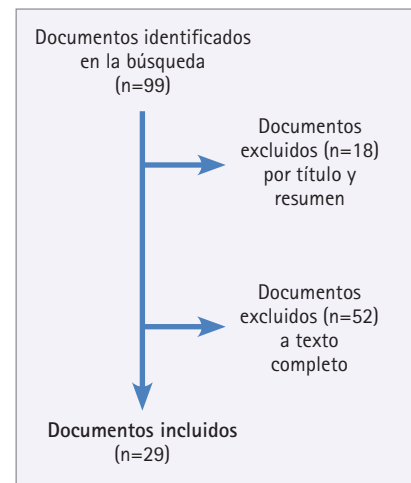 Documentos identificados
en la búsqueda
(n=99)
Documentos
excluidos (n=18)
por título y
resumen
Documentos
excluidos (n=52)
a texto
completo
Documentos incluidos
(n=29)